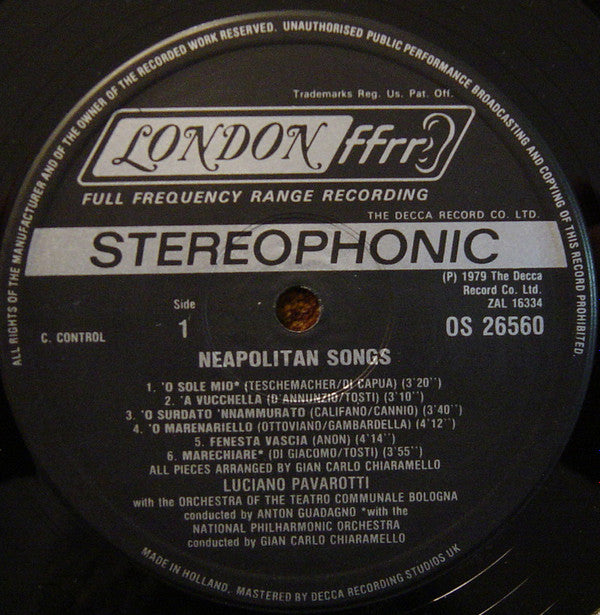 ALL RIGHTS OF THE MANUFACTURER AND OF THE OWNER OF THE RECORDED WORK RESERVED. UNAUTHORISED PUBLIC PERFORMANCE BROADCASTING AND COPYING OF THIS RECORD PROHIBITED.
Trademarks Reg. Us. Pat. Off.
LONDON ffrr
FULL FREQUENCY RANGE RECORDING
THE DECCA RECORD CO. LTD.
STEREOPHONIC
(P) 1979 The Decca
Record Co. Ltd.
ZAL 16334
Side
1
OS 26560
C. CONTROL
NEAPOLITAN SONGS
1. 'O SOLE MIO* (TESCHEMACHER/DI CAPUA) (3'20'')
2. 'A VUCCHELLA (D'ANNUNZIO/TOSTI) (3'10'')
3. 'O SURDATO 'NNAMMURATO (CALIFANO/CANNIO) (3'40'')
4. 'O MARENARIELLO (OTTOVIANO/GAMBARDELLA) (4'12'')
5. FENESTA VASCIA (ANON) (4'14'')
6. MARECHIARE* (DI GIACOMO/TOSTI) (3'55'')
ALL PIECES ARRANGED BY GIAN CARLO CHIARAMELLO
LUCIANO PAVAROTTI
with the ORCHESTRA OF THE TEATRO COMMUNALE BOLOGNA
conducted by ANTON GUADAGNO *with the
NATIONAL PHILHARMONIC ORCHESTRA
conducted by GIAN CARLO CHIARAMELLO
MADE IN HOLLAND. MASTERED BY DECCA RECORDING STUDIOS UK